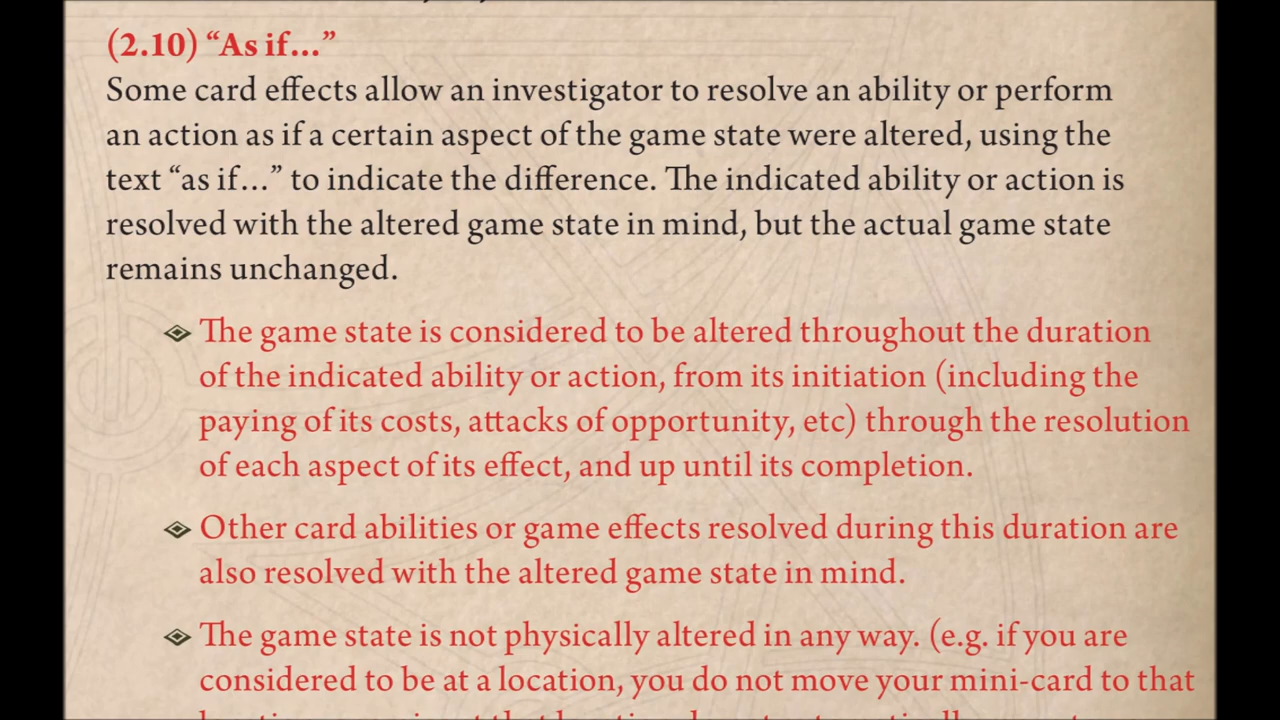 (2.10) “As if…”
Some card effects allow an investigator to resolve an ability or perform
an action as if a certain aspect of the game state were altered, using the
text “as if…” to indicate the difference. The indicated ability or action is
resolved with the altered game state in mind, but the actual game state
remains unchanged.
The game state is considered to be altered throughout the duration
of the indicated ability or action, from its initiation (including the
paying of its costs, attacks of opportunity, etc) through the resolution
of each aspect of its effect, and up until its completion.
Other card abilities or game effects resolved during this duration are
also resolved with the altered game state in mind.
The game state is not physically altered in any way. (e.g. if you are
considered to be at a location, you do not move your mini-card to that